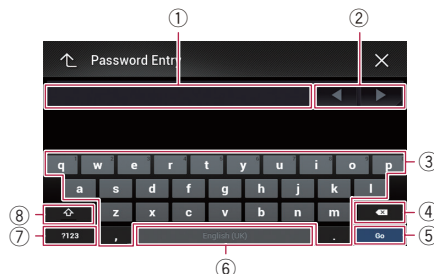 ① ②
Password Entry
③
q w e r t y u i o p
a s d f g h j k l
⑧ z x c v b n m ④
⑦ ?123 , English (UK) . Go ⑤
⑥